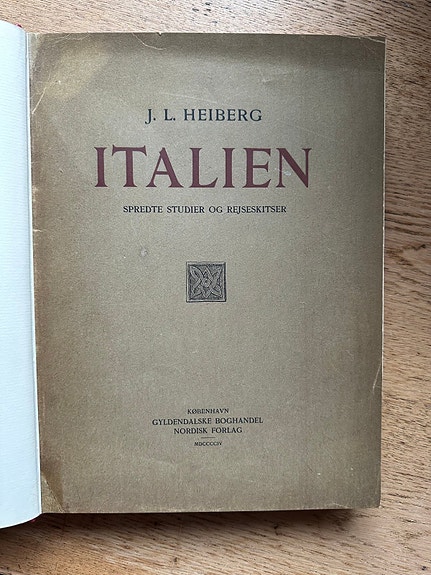 J. L. HEIBERG
ITALIEN
SPREDTE STUDIER OG REJSESKITSER
KØBENHAVN
GYLDENDALSKE BOGHANDEL
NORDISK FORLAG
MDCCCCIV